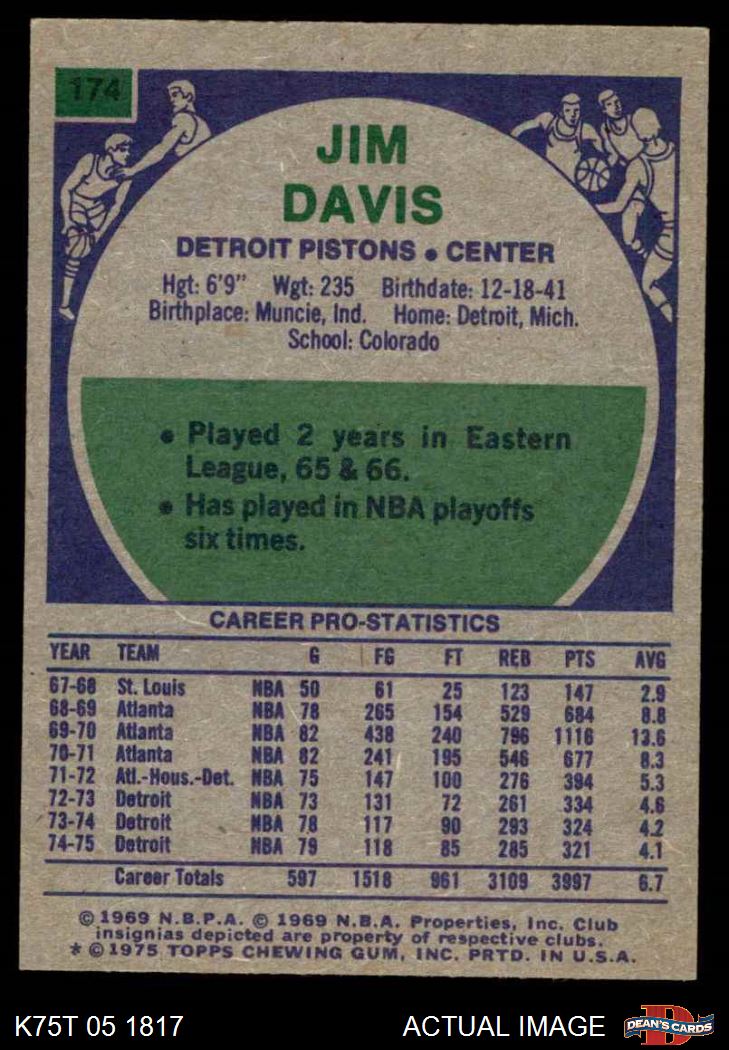 174
JIM
DAVIS
DETROIT PISTONS • CENTER
Hgt: 6'9" Wgt: 235 Birthdate: 12-18-41
Birthplace: Muncie, Ind. Home: Detroit, Mich.
School: Colorado
• Played 2 years in Eastern
League, 65 & 66.
• Has played in NBA playoffs
six times.
CAREER PRO-STATISTICS
YEAR TEAM G FG FT REB PTS AVG
67-68 St. Louis NBA 50 61 25 123 147 2.9
68-69 Atlanta NBA 78 265 154 529 684 8.8
69-70 Atlanta NBA 82 438 240 796 1116 13.6
70-71 Atlanta NBA 82 241 195 546 677 8.3
71-72 Atl.-Hous.-Det. NBA 75 147 100 276 394 5.3
72-73 Detroit NBA 73 131 72 261 334 4.6
73-74 Detroit NBA 78 117 90 293 324 4.2
74-75 Detroit NBA 79 118 85 285 321 4.1
Career Totals 597 1518 961 3109 3997 6.7
© 1969 N.B.P.A. © 1969 N.B.A. Properties, Inc. Club
insignias depicted are property of respective clubs.
* © 1975 TOPPS CHEWING GUM, INC. PRTD. IN U.S.A.
K75T 05 1817 ACTUAL IMAGE
D
DEAN'S CARDS